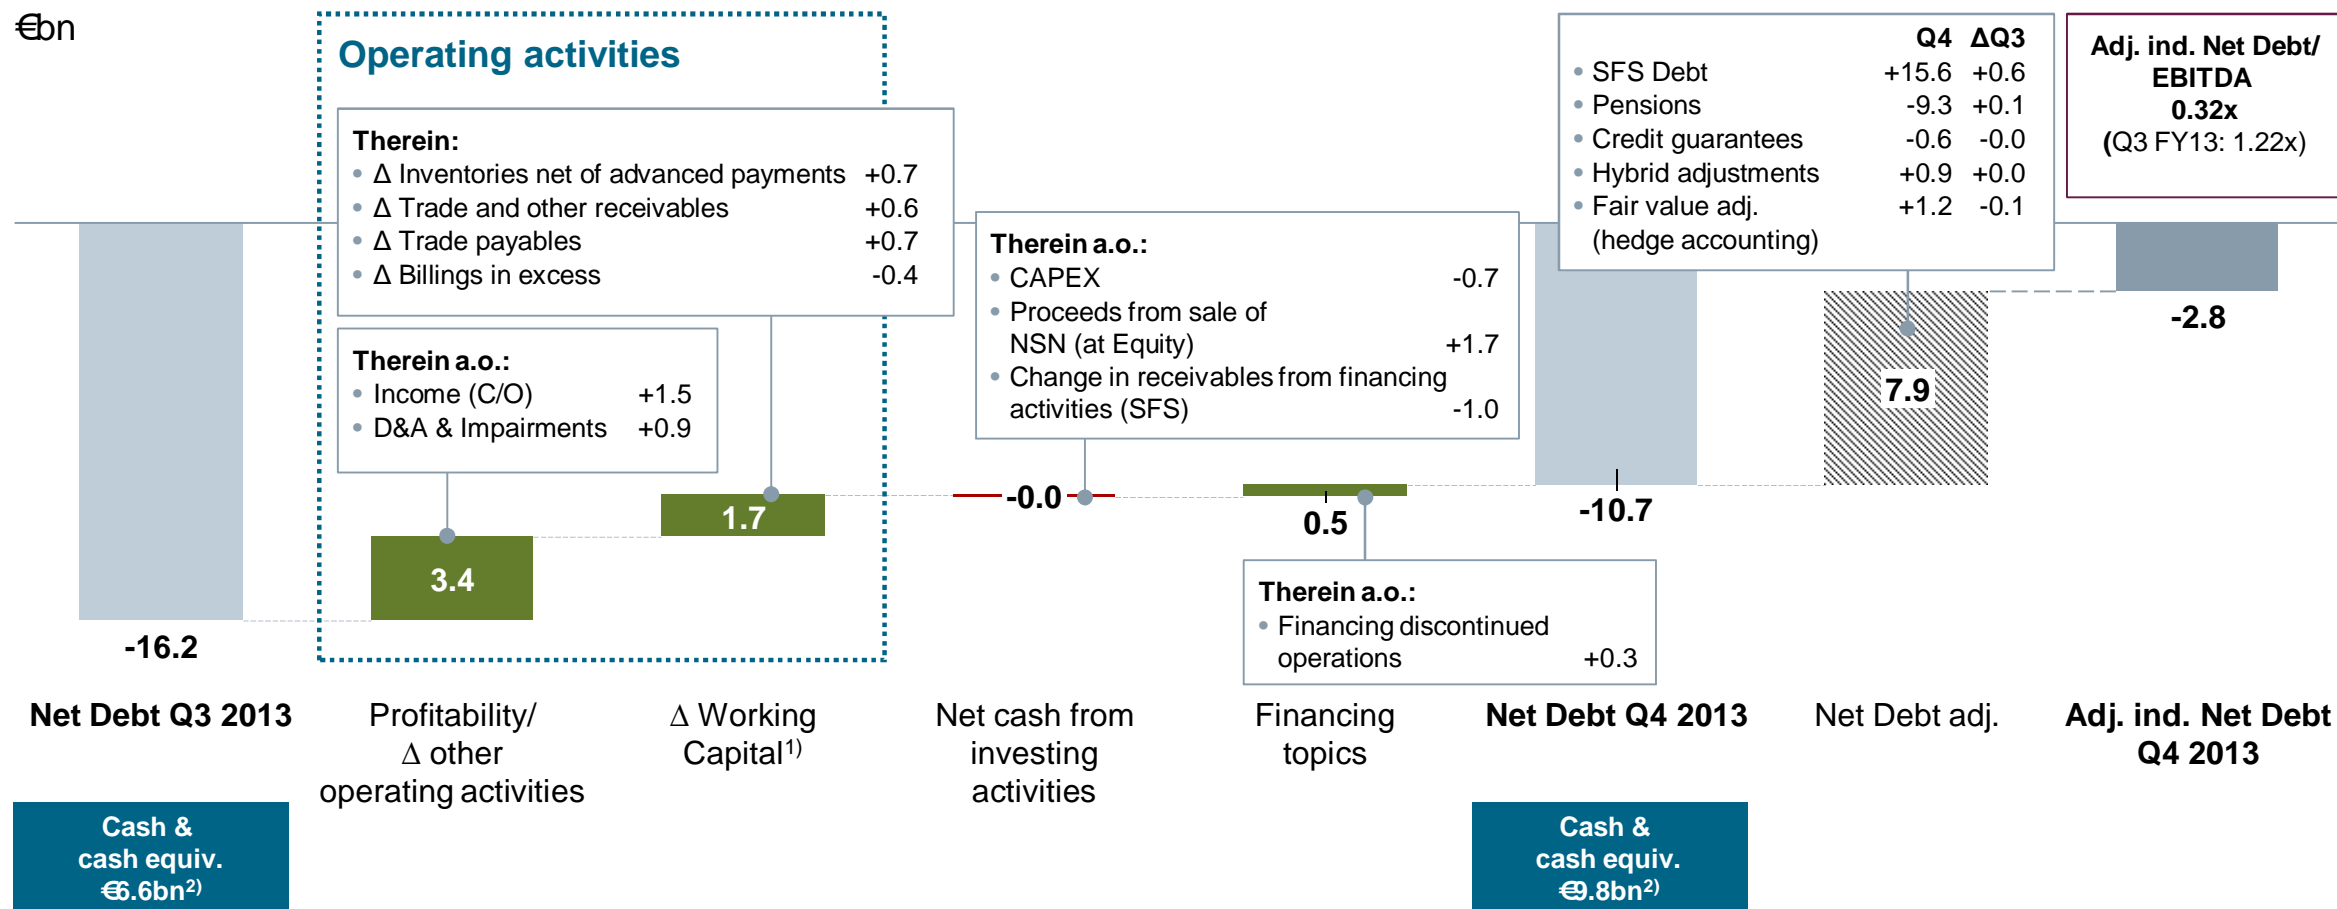 €bn
Operating activities
Therein:
• Δ Inventories net of advanced payments +0.7
• Δ Trade and other receivables +0.6
• Δ Trade payables +0.7
• Δ Billings in excess -0.4
Therein a.o.:
• Income (C/O) +1.5
• D&A & Impairments +0.9
Therein a.o.:
• CAPEX -0.7
• Proceeds from sale of
NSN (at Equity) +1.7
• Change in receivables from financing
activities (SFS) -1.0
Q4 ΔQ3
• SFS Debt +15.6 +0.6
• Pensions -9.3 +0.1
• Credit guarantees -0.6 -0.0
• Hybrid adjustments +0.9 +0.0
• Fair value adj. +1.2 -0.1
(hedge accounting)
Adj. ind. Net Debt/
EBITDA
0.32x
(Q3 FY13: 1.22x)
-16.2
3.4
1.7
-0.0
0.5
-10.7
7.9
-2.8
Therein a.o.:
• Financing discontinued
operations +0.3
Net Debt Q3 2013
Profitability/
Δ other
operating activities
Δ Working
Capital1)
Net cash from
investing
activities
Financing
topics
Net Debt Q4 2013
Net Debt adj.
Adj. ind. Net Debt
Q4 2013
Cash &
cash equiv.
€6.6bn2)
Cash &
cash equiv.
€9.8bn2)